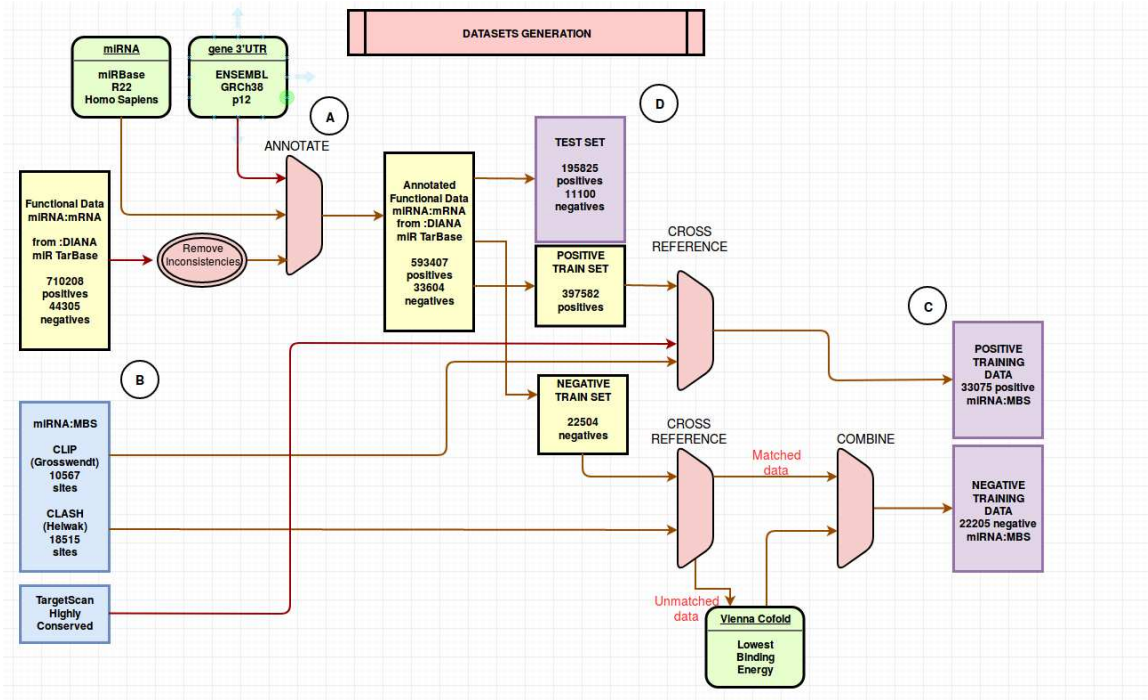 DATASETS GENERATION
miRNA
miRBase
R22
Homo Sapiens
gene 3'UTR
ENSEMBL
GRCh38
p12
A
ANNOTATE
Functional Data
miRNA:mRNA
from :DIANA
miR TarBase
710208
positives
44305
negatives
Remove
Inconsistencies
Annotated
Functional Data
miRNA:mRNA
from :DIANA
miR TarBase
593407
positives
33604
negatives
D
TEST SET
195825
positives
11100
negatives
POSITIVE
TRAIN SET
397582
positives
CROSS
REFERENCE
C
POSITIVE
TRAINING
DATA
33075 positive
miRNA:MBS
B
miRNA:MBS
CLIP
(Grosswendt)
10567
sites
CLASH
(Helwak)
18515
sites
NEGATIVE
TRAIN SET
22504
negatives
CROSS
REFERENCE
Matched
data
COMBINE
NEGATIVE
TRAINING
DATA
22205 negative
miRNA:MBS
TargetScan
Highly
Conserved
Unmatched
data
Vienna Cofold
Lowest
Binding
Energy